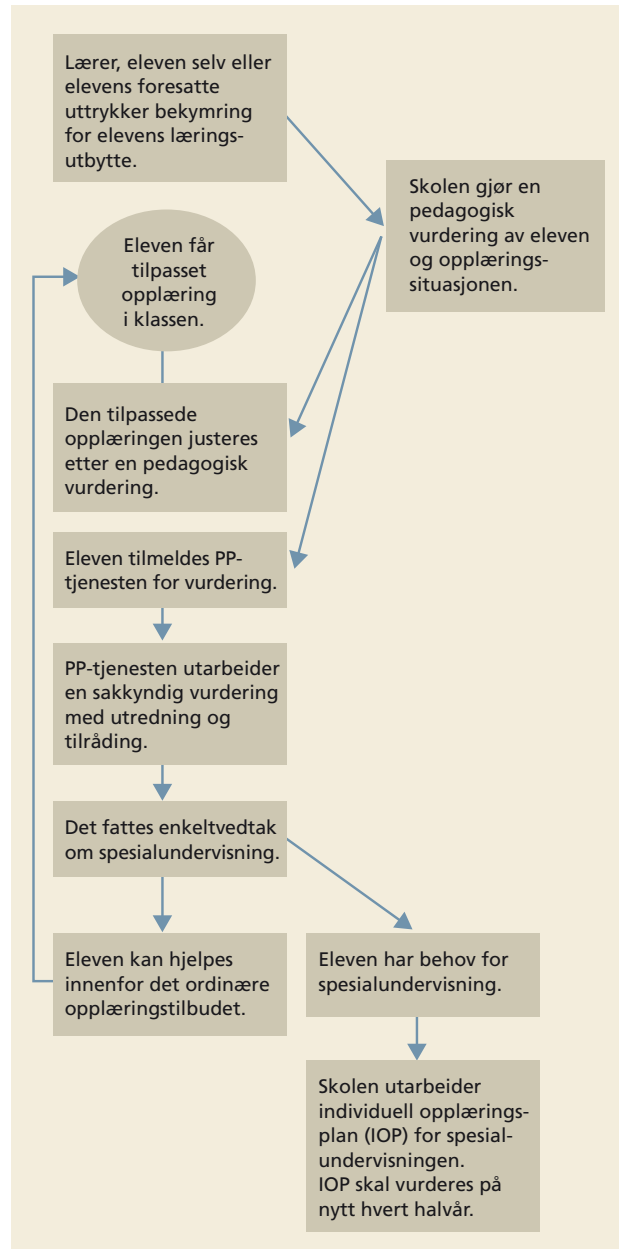 Lærer, eleven selv eller
elevens foresatte
uttrykker bekymring
for elevens lærings-
utbytte.
Skolen gjør en
pedagogisk
vurdering av eleven
og opplærings-
situasjonen.
Eleven får
tilpasset
opplæring
i klassen.
Den tilpassede
opplæringen justeres
etter en pedagogisk
vurdering.
Eleven tilmeldes PP-
tjenesten for vurdering.
PP-tjenesten utarbeider
en sakkyndig vurdering
med utredning og
tilråding.
Det fattes enkeltvedtak
om spesialundervisning.
Eleven kan hjelpes
innenfor det ordinære
opplæringstilbudet.
Eleven har behov for
spesialundervisning.
Skolen utarbeider
individuell opplærings-
plan (IOP) for spesial-
undervisningen.
IOP skal vurderes på
nytt hvert halvår.